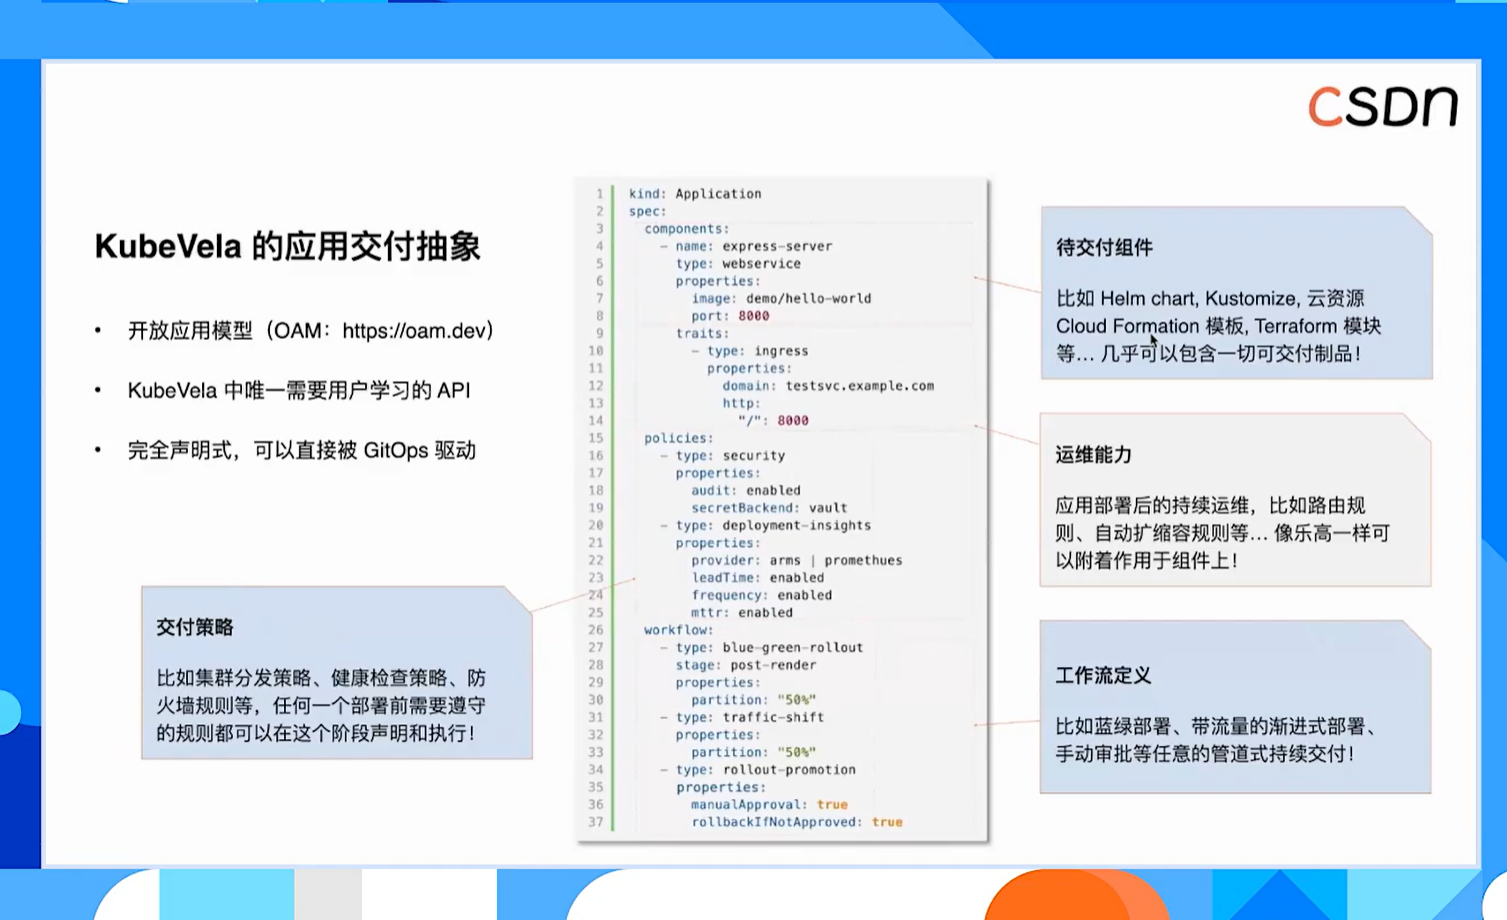 CSDN
KubeVela 的应用交付抽象
• 开放应用模型（OAM：https://oam.dev）
• KubeVela 中唯一需要用户学习的 API
• 完全声明式，可以直接被 GitOps 驱动
交付策略
比如集群分发策略、健康检查策略、防
火墙规则等，任何一个部署前需要遵守
的规则都可以在这个阶段声明和执行！
1 kind: Application
2 spec:
3 components:
4 - name: express-server
5 type: webservice
6 properties:
7 image: demo/hello-world
8 port: 8000
9 traits:
10 - type: ingress
11 properties:
12 domain: testsvc.example.com
13 http:
14 "/": 8000
15 policies:
16 - type: security
17 properties:
18 audit: enabled
19 secretBackend: vault
20 - type: deployment-insights
21 properties:
22 provider: arms | promethues
23 leadTime: enabled
24 frequency: enabled
25 mttr: enabled
26 workflow:
27 - type: blue-green-rollout
28 stage: post-render
29 properties:
30 partition: "50%"
31 - type: traffic-shift
32 properties:
33 partition: "50%"
34 - type: rollout-promotion
35 properties:
36 manualApproval: true
37 rollbackIfNotApproved: true
待交付组件
比如 Helm chart, Kustomize, 云资源
Cloud Formation 模板, Terraform 模块
等... 几乎可以包含一切可交付制品！
运维能力
应用部署后的持续运维，比如路由规
则、自动扩缩容规则等... 像乐高一样可
以附着作用于组件上！
工作流定义
比如蓝绿部署、带流量的渐进式部署、
手动审批等任意的管道式持续交付！